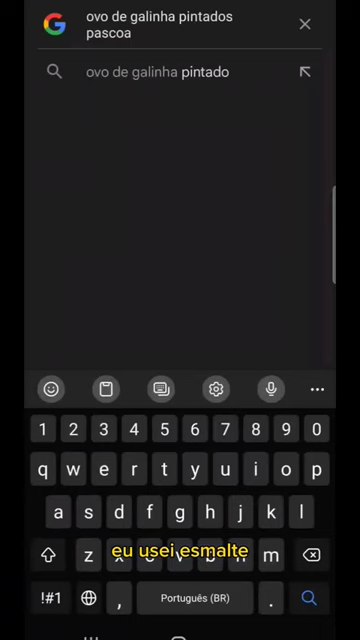 ovo de galinha pintados
pascoa
ovo de galinha pintado
1 2 3 4 5 6 7 8 9 0
q w e r t y u i o p
a s d f g h j k l
z x c v b n m
eu usei esmalte
!#1 , Português (BR) .